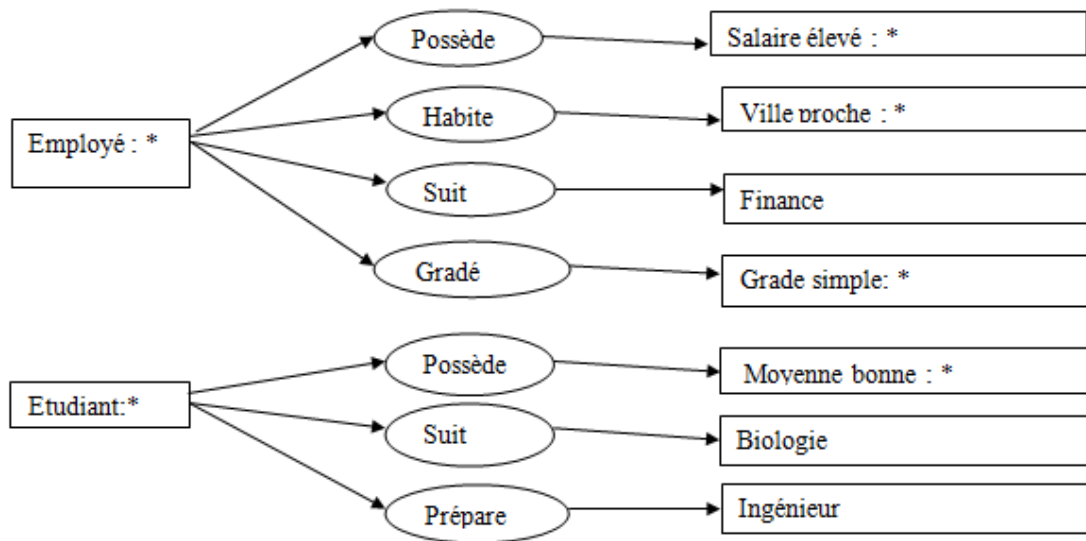 Possède
Salaire élevé : *
Habite
Ville proche : *
Employé : *
Suit
Finance
Gradé
Grade simple: *
Possède
Moyenne bonne : *
Etudiant:*
Suit
Biologie
Prépare
Ingénieur